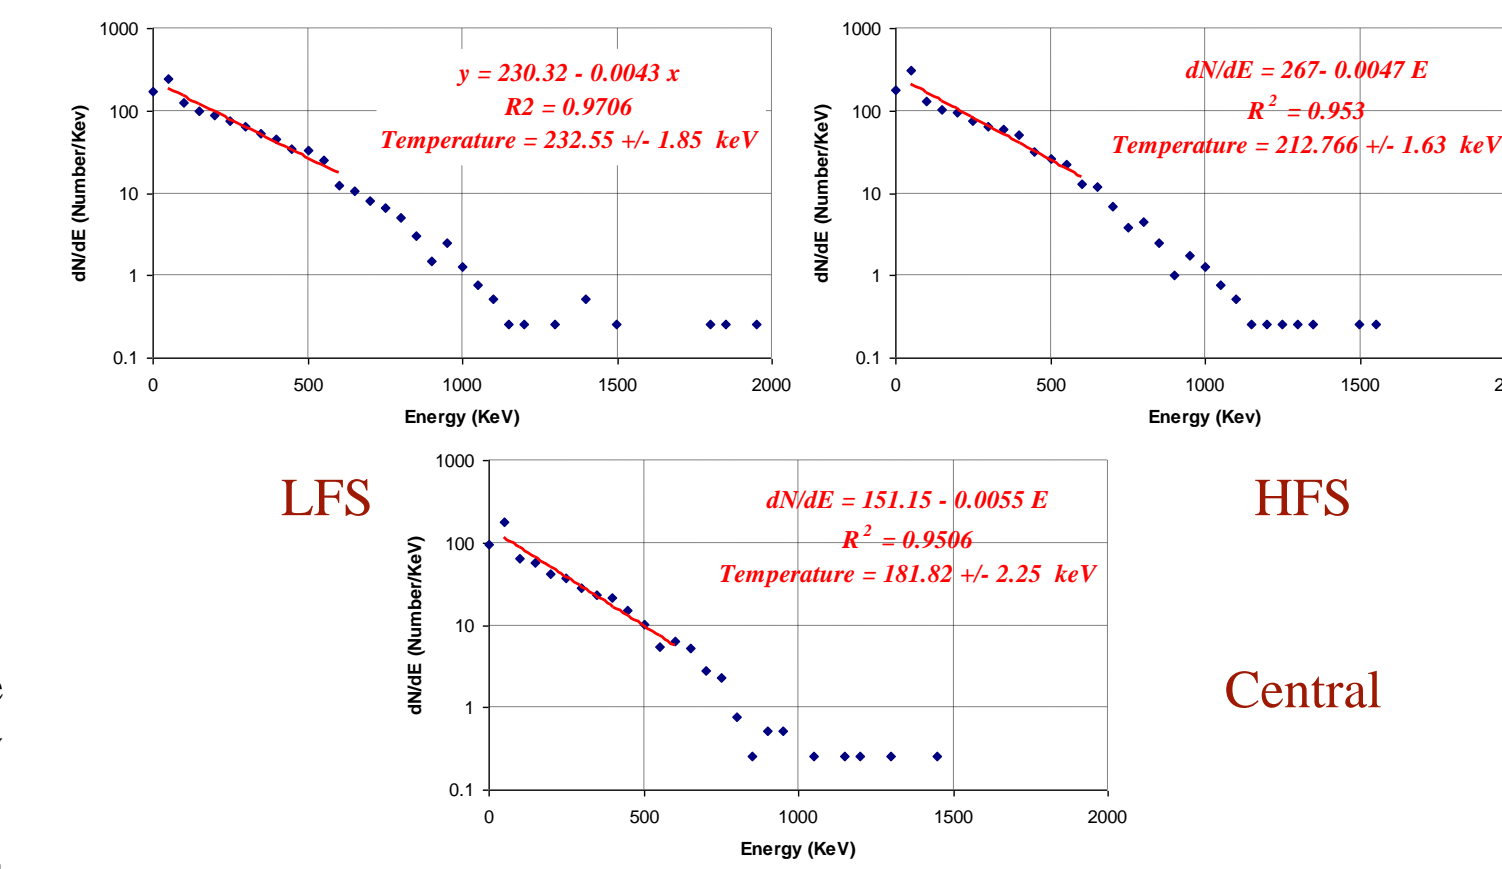 1000
100
10
1
0.1
dN/dE (Number/Kev)
y = 230.32 - 0.0043 x
R2 = 0.9706
Temperature = 232.55 +/- 1.85 keV
0 500 1000 1500 2000
Energy (KeV)
1000
100
10
1
0.1
dN/dE (Number/KeV)
dN/dE = 267- 0.0047 E
R 2 = 0.953
Temperature = 212.766 +/- 1.63 keV
0 500 1000 1500
Energy (Kev)
LFS
HFS
1000
100
10
1
0.1
dN/dE (Number/KeV)
dN/dE = 151.15 - 0.0055 E
R 2 = 0.9506
Temperature = 181.82 +/- 2.25 keV
0 500 1000 1500 2000
Energy (KeV)
Central